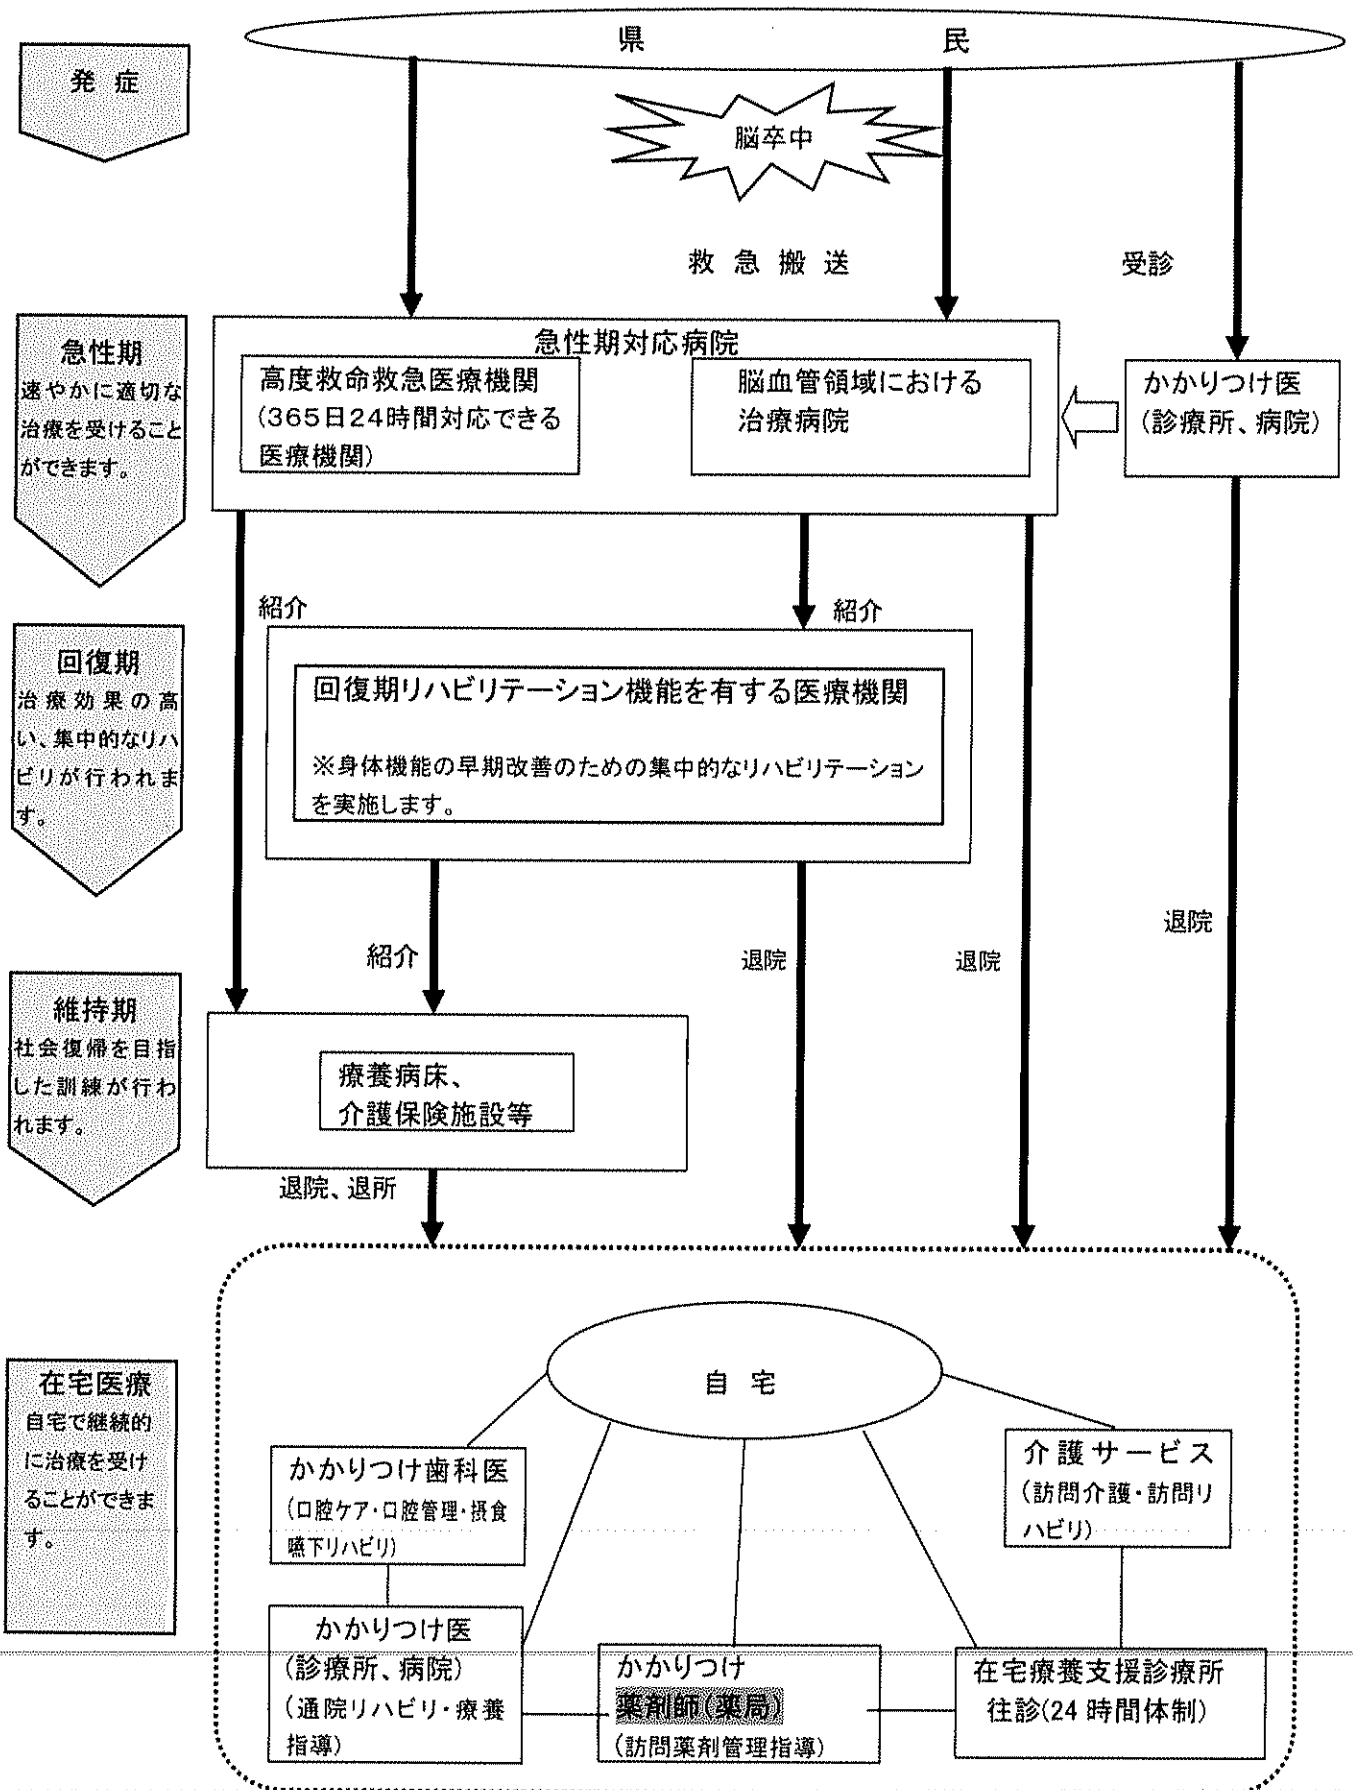 県民
発症
脳卒中
救急搬送
受診
急性期
速やかに適切な
治療を受けること
ができます。
急性期対応病院
高度救命救急医療機関
(365日24時間対応できる
医療機関)
脳血管領域における
治療病院
かかりつけ医
(診療所、病院)
紹介
紹介
回復期
治療効果の高
い、集中的なリハ
ビリが行われま
す。
回復期リハビリテーション機能を有する医療機関
※身体機能の早期改善のための集中的なリハビリテーション
を実施します。
紹介
退院
退院
退院
維持期
社会復帰を目指
した訓練が行わ
れます。
療養病床、
介護保険施設等
退院、退所
在宅医療
自宅で継続的
に治療を受け
ることができま
す。
自宅
かかりつけ歯科医
(口腔ケア・口腔管理・摂食
嚥下リハビリ)
介護サービス
(訪問介護・訪問リ
ハビリ)
かかりつけ医
(診療所、病院)
(通院リハビリ・療養
指導)
かかりつけ
薬剤師(薬局)
(訪問薬剤管理指導)
在宅療養支援診療所
往診(24時間体制)